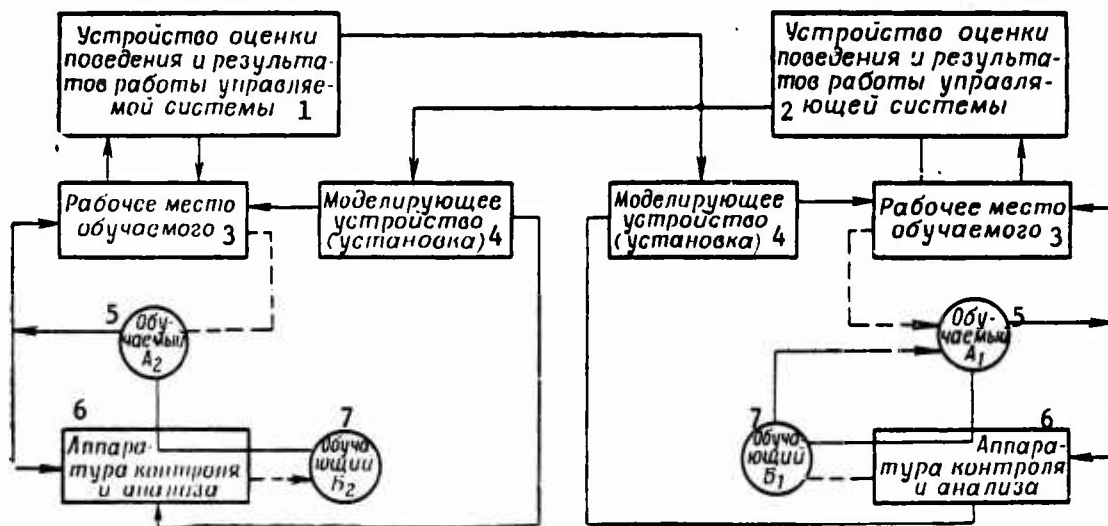 Устройство оценки
поведения и результа-
тов работы управляе-
мой системы 1
Устройство оценки
поведения и результа-
тов работы управля-
2 ющей системы
Рабочее место
обучаемого 3
Моделирующее
устройство
(установка) 4
Моделирующее
устройство
(установка) 4
Рабочее место
обучаемого 3
5
Обу-
чаемый
А2
5
Обу-
чаемый
А1
6
Аппара-
тура контроля
и анализа
7
Обуча-
ющий
Б2
7
Обуча-
ющий
Б1
6
Аппара-
тура контроля
и анализа